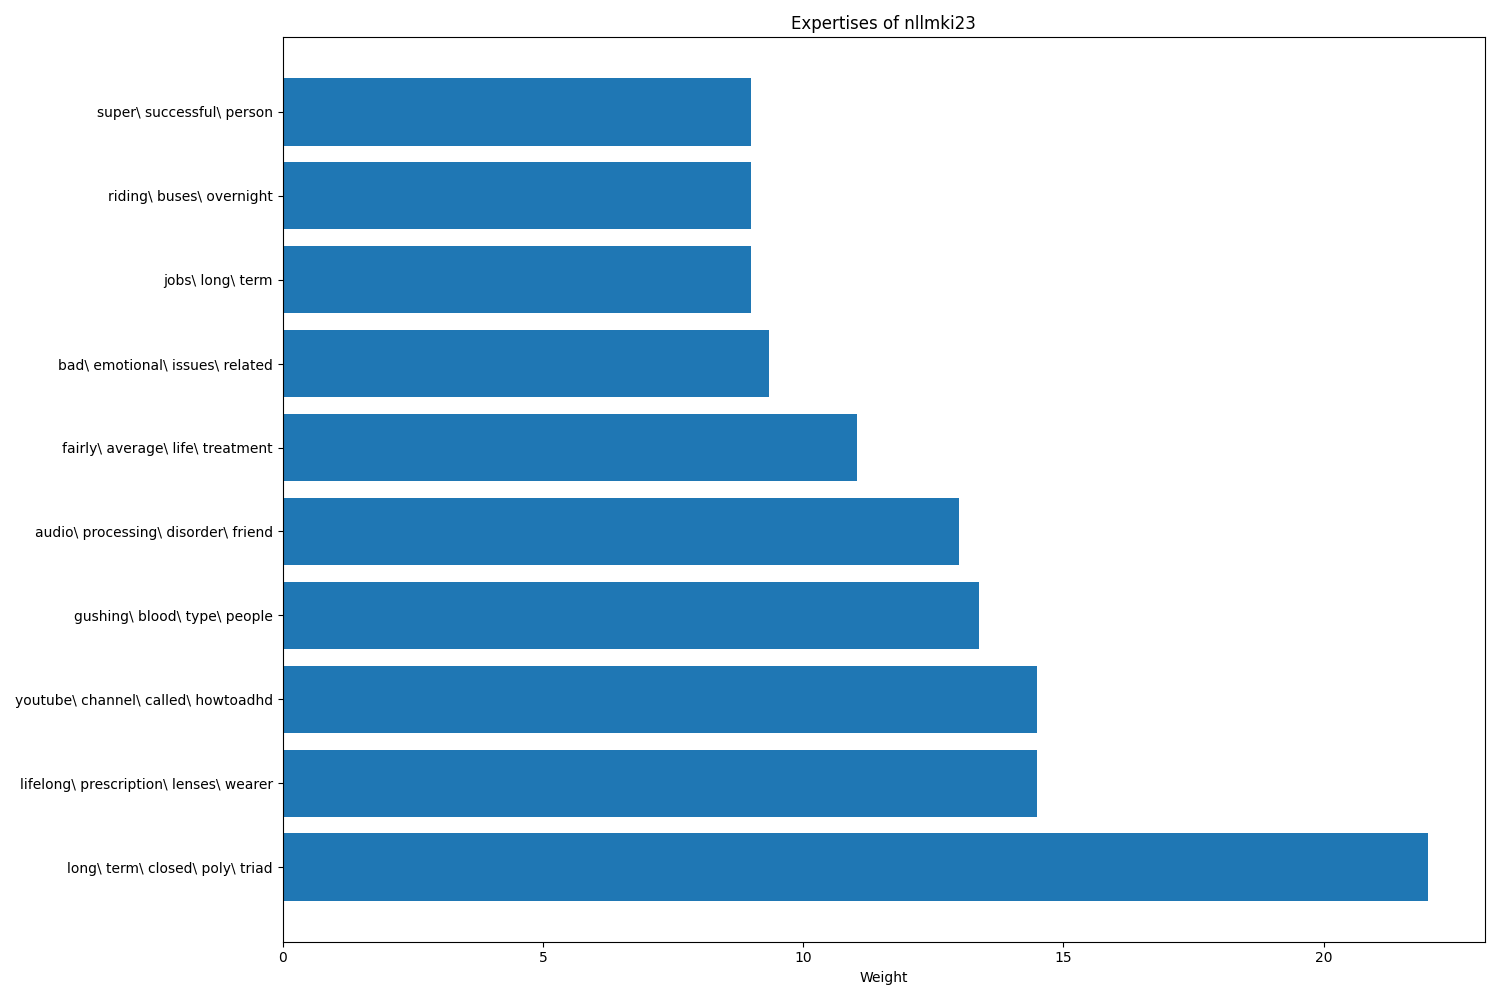 Expertises of nllmki23
super\ successful\ person
riding\ buses\ overnight
jobs\ long\ term
bad\ emotional\ issues\ related
fairly\ average\ life\ treatment
audio\ processing\ disorder\ friend
gushing\ blood\ type\ people
youtube\ channel\ called\ howtoadhd
lifelong\ prescription\ lenses\ wearer
long\ term\ closed\ poly\ triad
0 5 10 15 20
Weight